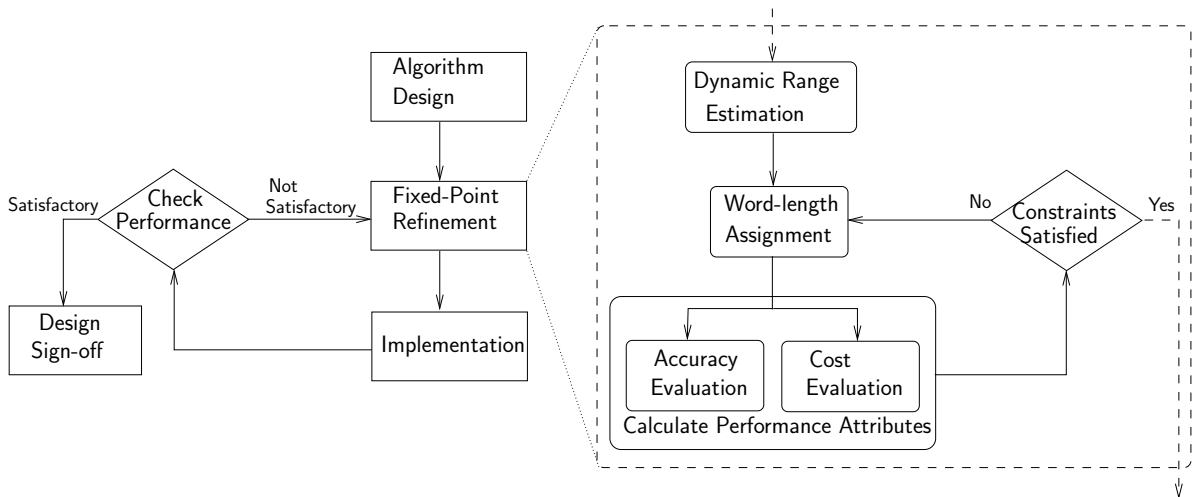 Algorithm
Design
Fixed-Point
Refinement
Implementation
Check
Performance
Satisfactory
Not
Satisfactory
Design
Sign-off
Dynamic Range
Estimation
Word-length
Assignment
No
Constraints
Satisfied
Yes
Accuracy
Evaluation
Cost
Evaluation
Calculate Performance Attributes